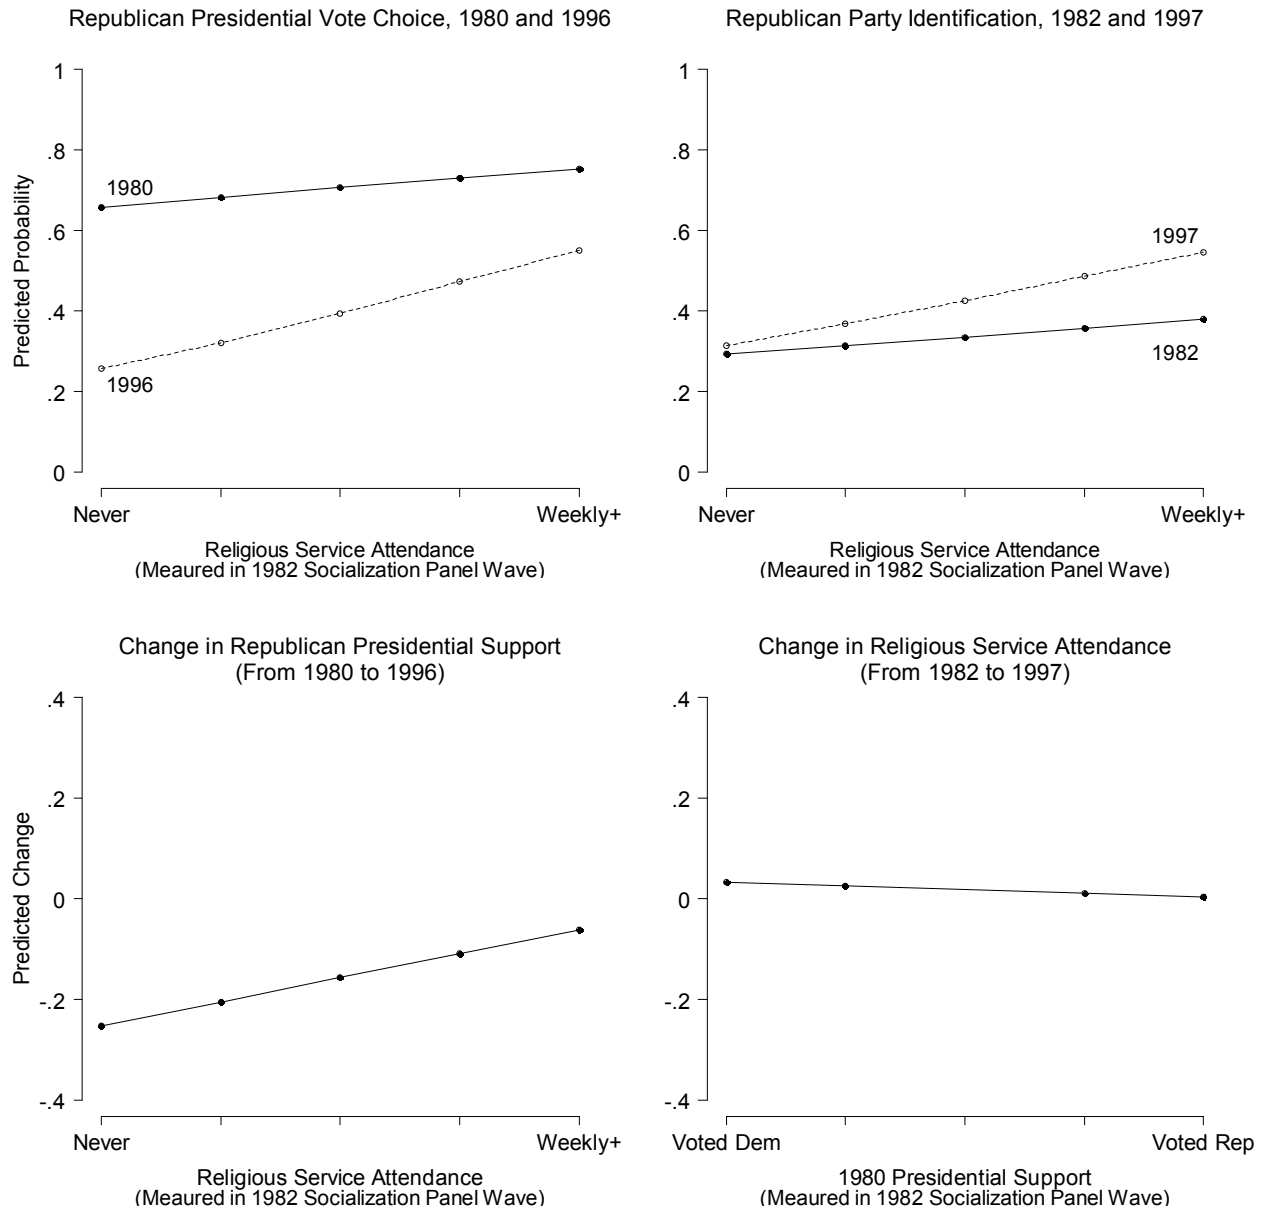 Republican Presidential Vote Choice, 1980 and 1996
Predicted Probability
1
.8
.6
.4
.2
0
1980
1996
Never
Weekly+
Religious Service Attendance
(Meaured in 1982 Socialization Panel Wave)
Republican Party Identification, 1982 and 1997
1
.8
.6
.4
.2
0
1997
1982
Never
Weekly+
Religious Service Attendance
(Meaured in 1982 Socialization Panel Wave)
Change in Republican Presidential Support
(From 1980 to 1996)
Predicted Change
.4
.2
0
-.2
-.4
Never
Weekly+
Religious Service Attendance
(Meaured in 1982 Socialization Panel Wave)
Change in Religious Service Attendance
(From 1982 to 1997)
.4
.2
0
-.2
-.4
Voted Dem
Voted Rep
1980 Presidential Support
(Meaured in 1982 Socialization Panel Wave)